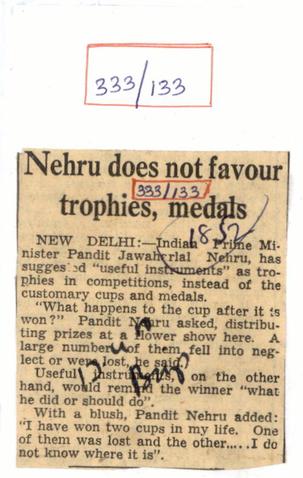 333/133
Nehru does not favour
333/133
trophies, medals
NEW DELHI:—Indian Prime Mi-
nister Pandit Jawaharlal Nehru, has
suggested "useful instruments" as tro-
phies in competitions, instead of the
customary cups and medals.
"What happens to the cup after it is
won?" Pandit Nehru asked, distribu-
ting prizes at a flower show here. A
large number of them fell into neg-
lect or were lost, he said.
Useful instruments, on the other
hand, would remind the winner "what
he did or should do".
With a blush, Pandit Nehru added:
"I have won two cups in my life. One
of them was lost and the other.....I do
not know where it is".